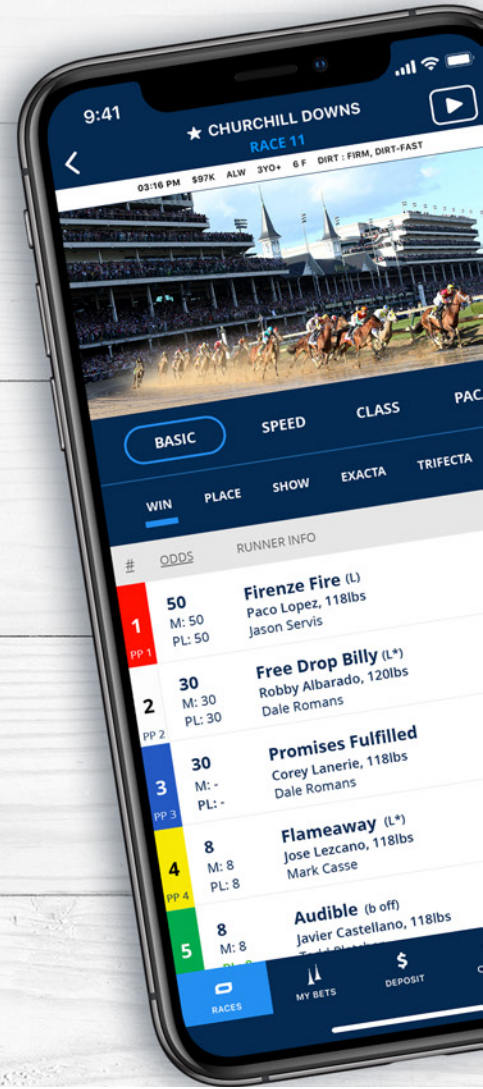 9:41
★ CHURCHILL DOWNS
RACE 11
03:16 PM $97K ALW 3YO+ 6 F DIRT : FIRM, DIRT-FAST
BASIC SPEED CLASS
WIN PLACE SHOW EXACTA TRIFECTA
# ODDS RUNNER INFO
1
PP 1
50
M: 50
PL: 50
Firenze Fire (L)
Paco Lopez, 118lbs
Jason Servis
2
PP 2
30
M: 30
PL: 30
Free Drop Billy (L*)
Robby Albarado, 120lbs
Dale Romans
3
PP 3
30
M: -
PL: -
Promises Fulfilled
Corey Lanerie, 118lbs
Dale Romans
4
PP 4
8
M: 8
PL: 8
Flameaway (L*)
Jose Lezcano, 118lbs
Mark Casse
5
8
M: 8
Audible (b off)
Javier Castellano, 118lbs
RACES MY BETS $ DEPOSIT